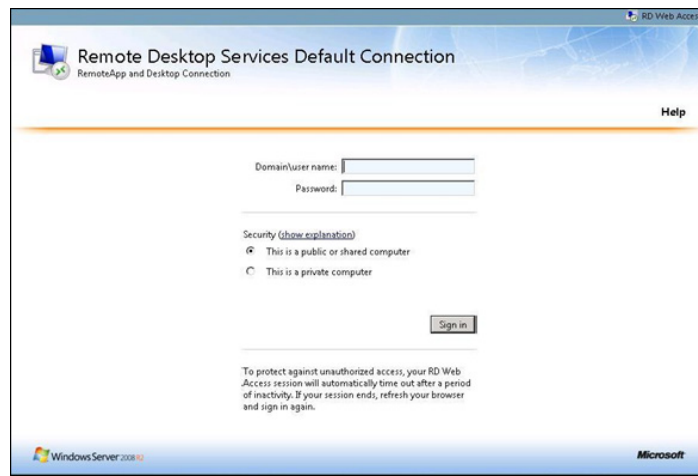 RD Web Acces
Remote Desktop Services Default Connection
RemoteApp and Desktop Connection
Help
Domain\user name:
Password:
Security (show explanation)
This is a public or shared computer
This is a private computer
Sign in
To protect against unauthorized access, your RD Web
Access session will automatically time out after a period
of inactivity. If your session ends, refresh your browser
and sign in again.
Windows Server 2008 R2
Microsoft